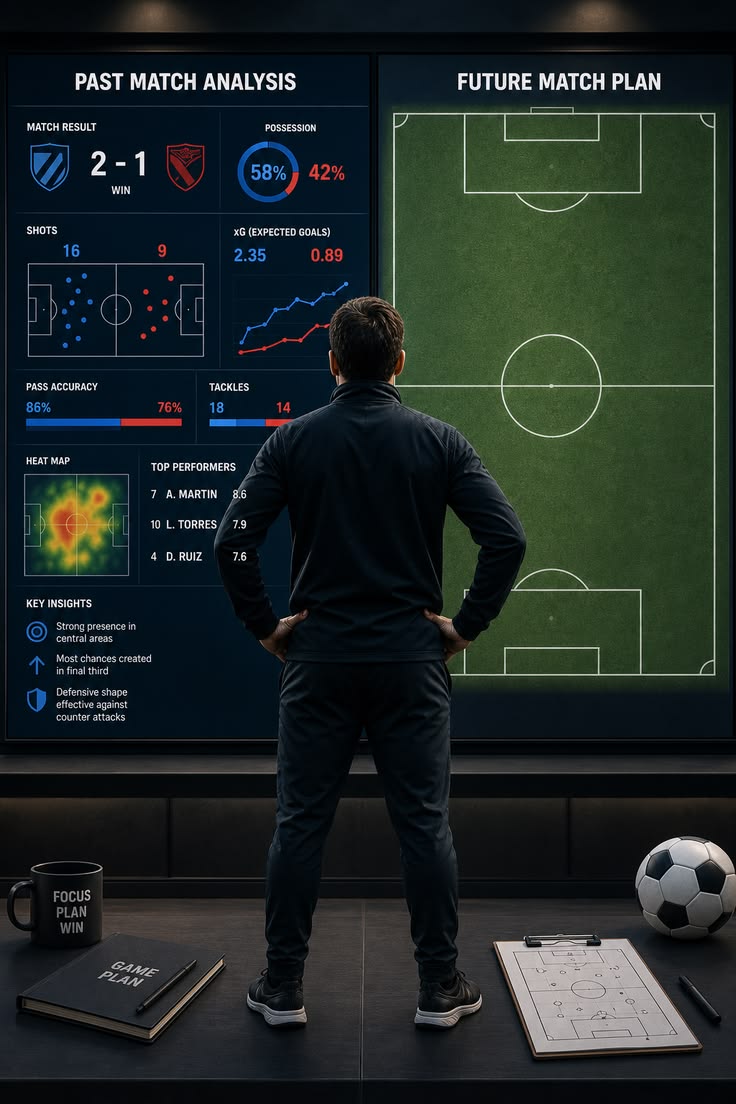 PAST MATCH ANALYSIS
MATCH RESULT
2 - 1
WIN
POSSESSION
58% 42%
SHOTS
16 9
xG (EXPECTED GOALS)
2.35 0.89
PASS ACCURACY
86% 76%
TACKLES
18 14
HEAT MAP
TOP PERFORMERS
7 A. MARTIN 8.6
10 L. TORRES 7.9
4 D. RUIZ 7.6
KEY INSIGHTS
Strong presence in
central areas
Most chances created
in final third
Defensive shape
effective against
counter attacks
FUTURE MATCH PLAN
FOCUS
PLAN
WIN
GAME
PLAN